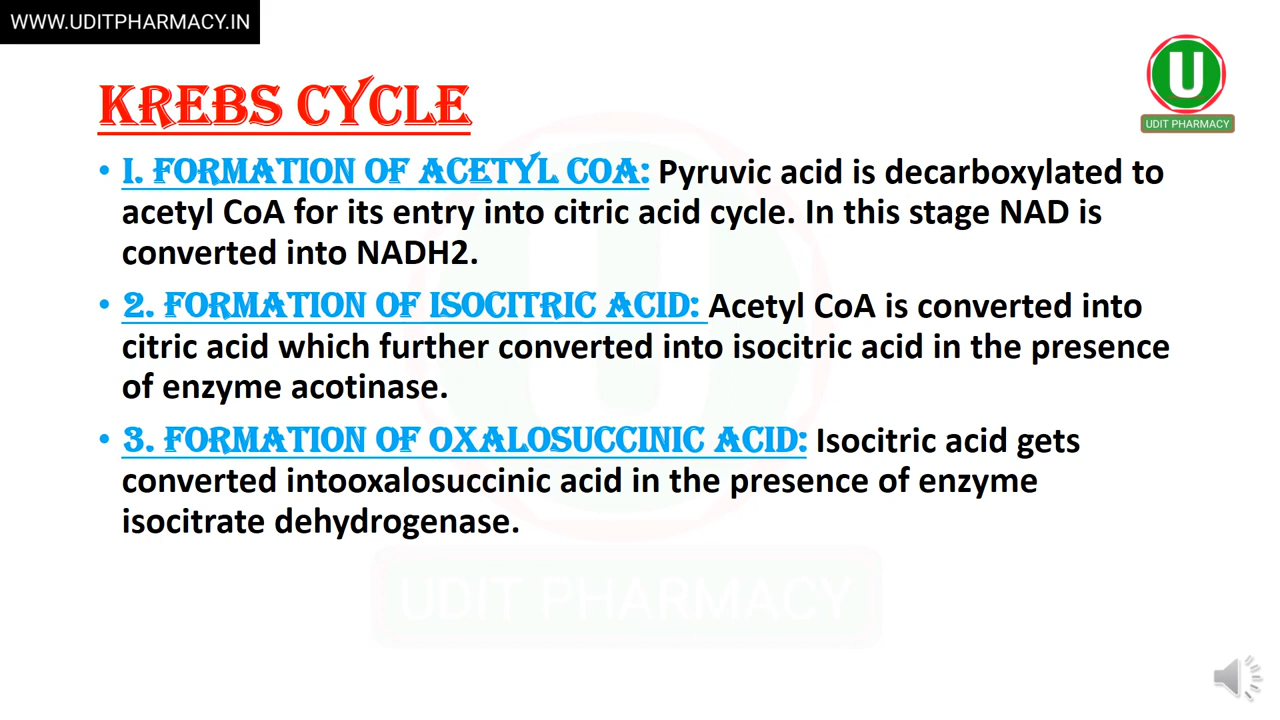 WWW.UDITPHARMACY.IN
U
UDIT PHARMACY
KREBS CYCLE
• 1. FORMATION OF ACETYL COA: Pyruvic acid is decarboxylated to
acetyl CoA for its entry into citric acid cycle. In this stage NAD is
converted into NADH2.
• 2. FORMATION OF ISOCITRIC ACID: Acetyl CoA is converted into
citric acid which further converted into isocitric acid in the presence
of enzyme acotinase.
• 3. FORMATION OF OXALOSUCCINIC ACID: Isocitric acid gets
converted intooxalosuccinic acid in the presence of enzyme
isocitrate dehydrogenase.
U
UDIT PHARMACY